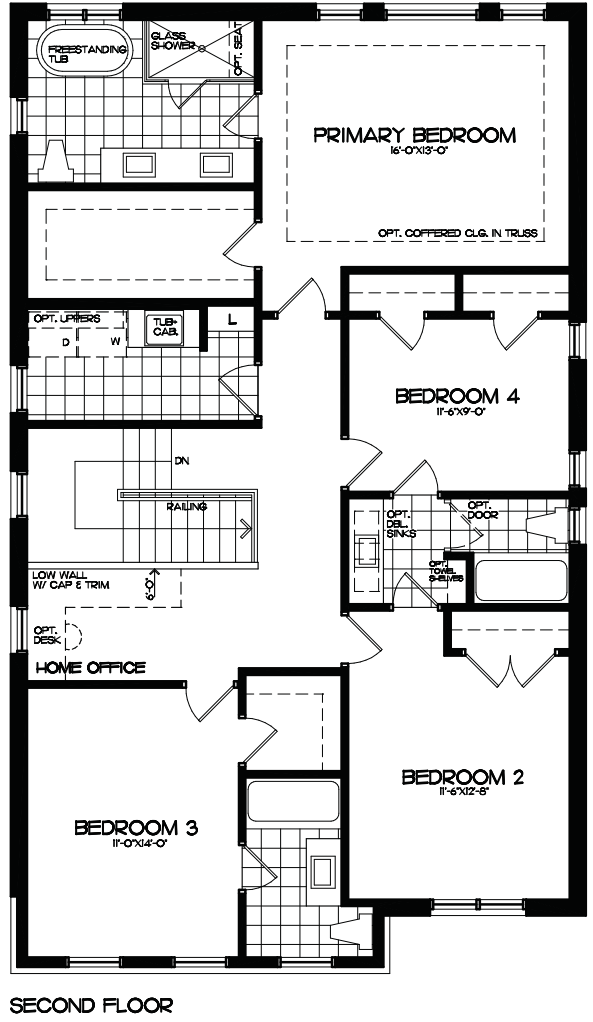 FREESTANDING
TUB
GLASS
SHOWER
OPT. SEAT
PRIMARY BEDROOM
16'-0"X13'-0"
OPT. COFFERED CLG. IN TRUSS
OPT. UPPERS
D
W
TUB
CAB.
L
BEDROOM 4
11'-6"X9'-0"
DN
RAILING
OPT.
DBL.
SINKS
OPT.
DOOR
OPT.
TOWEL
SHELVES
LOW WALL
W/ CAP & TRIM
6'-0"
OPT.
DESK
HOME OFFICE
BEDROOM 2
11'-6"X12'-8"
BEDROOM 3
11'-0"X14'-0"
SECOND FLOOR